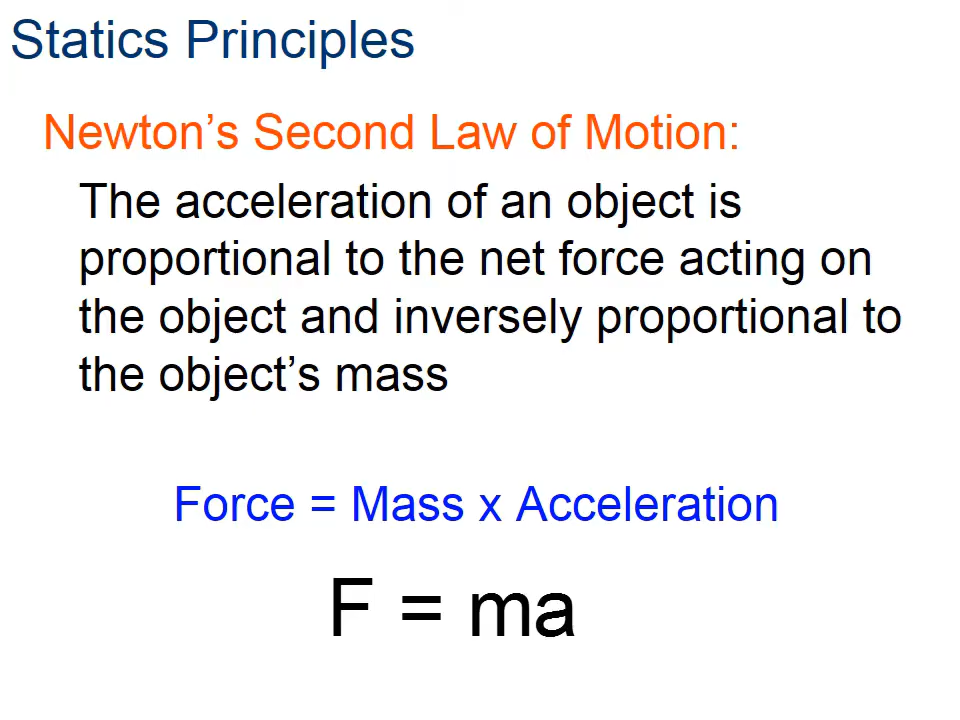 Statics Principles
Newton’s Second Law of Motion:
The acceleration of an object is
proportional to the net force acting on
the object and inversely proportional to
the object’s mass
Force = Mass x Acceleration
F = ma